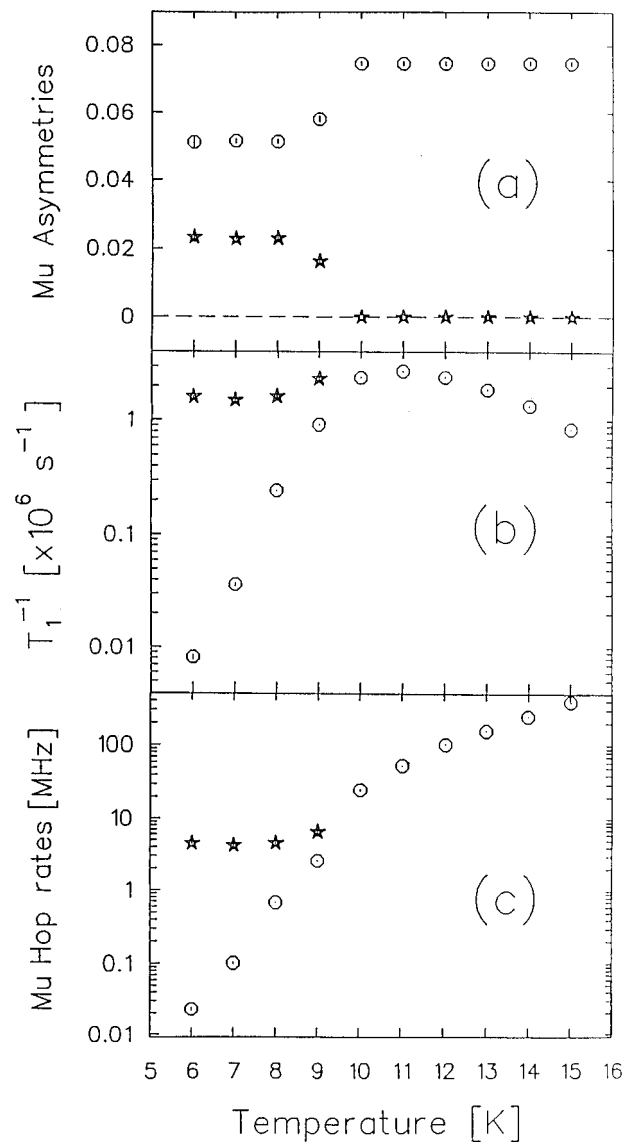 Mu Asymmetries
0.08
0.06
0.04
0.02
0
(a)
T₁⁻¹ [x10⁶ s⁻¹]
1
0.1
0.01
(b)
Mu Hop rates [MHz]
100
10
1
0.1
0.01
(c)
5 6 7 8 9 10 11 12 13 14 15 16
Temperature [K]